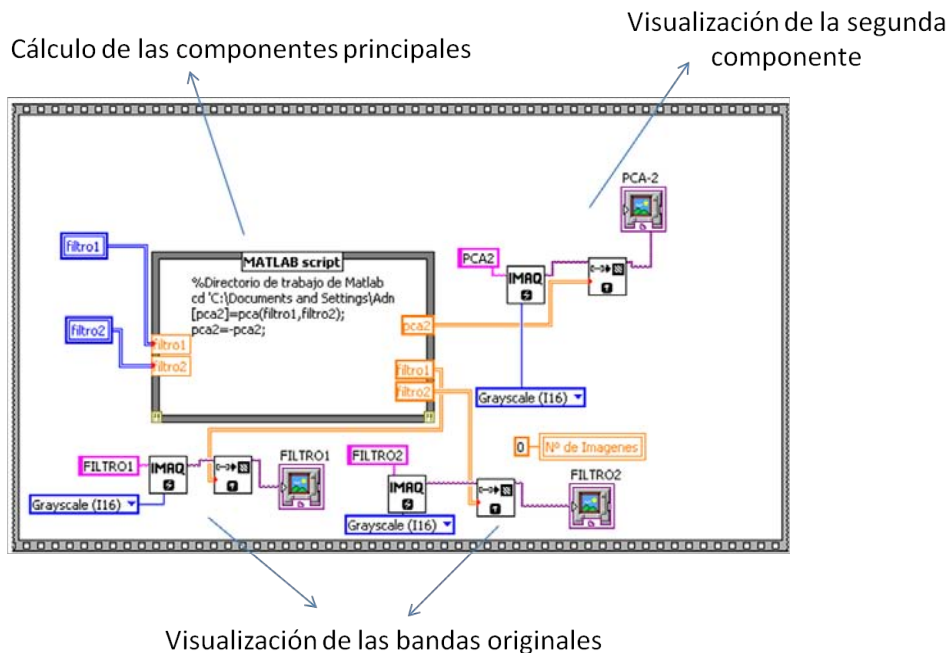 Visualización de la segunda
componente
Cálculo de las componentes principales
PCA-2
filtro1
MATLAB script
%Directorio de trabajo de Matlab
cd 'C:\Documents and Settings\Adn
[pca2]=pca(filtro1,filtro2);
pca2=-pca2;
PCA2
IMAQ
filtro2
pca2
filtro1
filtro2
filtro1
filtro2
Grayscale (I16)
0
Nº de Imagenes
FILTRO1
IMAQ
FILTRO1
FILTRO2
IMAQ
FILTRO2
Grayscale (I16)
Grayscale (I16)
Visualización de las bandas originales